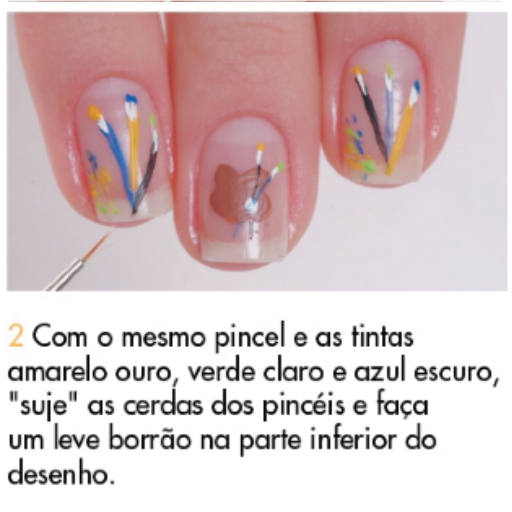 2 Com o mesmo pincel e as tintas
amarelo ouro, verde claro e azul escuro,
"suje" as cerdas dos pincéis e faça
um leve borrão na parte inferior do
desenho.